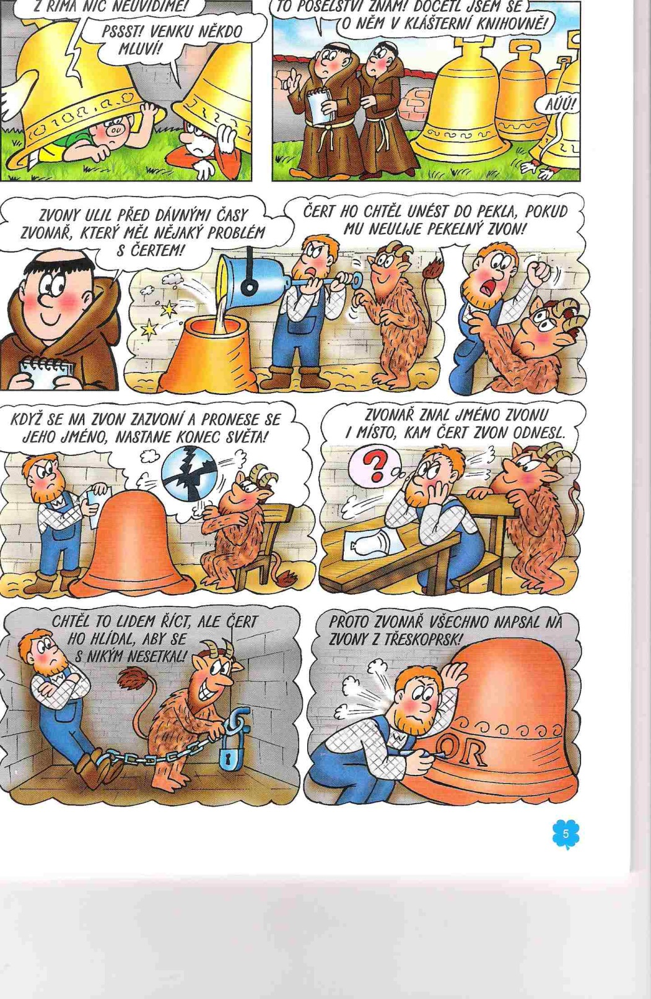 Z ŘÍMA NIC NEUVIDÍME!
PSSST! VENKU NĚKDO
MLUVÍ!
TO POSELSTVÍ ZNÁM! DOČETL JSEM SE
O NĚM V KLÁŠTERNÍ KNIHOVNĚ!
AÚÚ!
ZVONY ULIL PŘED DÁVNÝMI ČASY
ZVONAŘ, KTERÝ MĚL NĚJAKÝ PROBLÉM
S ČERTEM!
ČERT HO CHTĚL UNÉST DO PEKLA, POKUD
MU NEULIJE PEKELNÝ ZVON!
KDYŽ SE NA ZVON ZAZVONÍ A PRONESE SE
JEHO JMÉNO, NASTANE KONEC SVĚTA!
ZVONAŘ ZNAL JMÉNO ZVONU
I MÍSTO, KAM ČERT ZVON ODNESL.
?
CHTĚL TO LIDEM ŘÍCT, ALE ČERT
HO HLÍDAL, ABY SE
S NIKÝM NESETKAL!
PROTO ZVONAŘ VŠECHNO NAPSAL NA
ZVONY Z TŘESKOPRSK!
OR
5